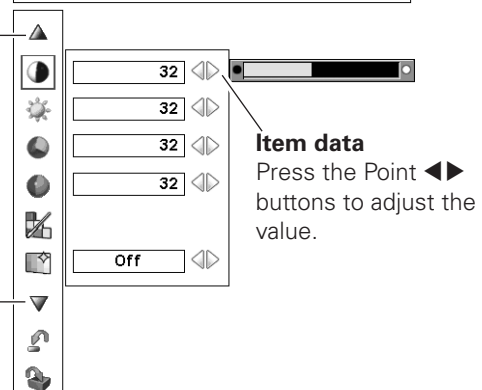 32
32
32
32
Off
Item data
Press the Point ◀▶
buttons to adjust the
value.